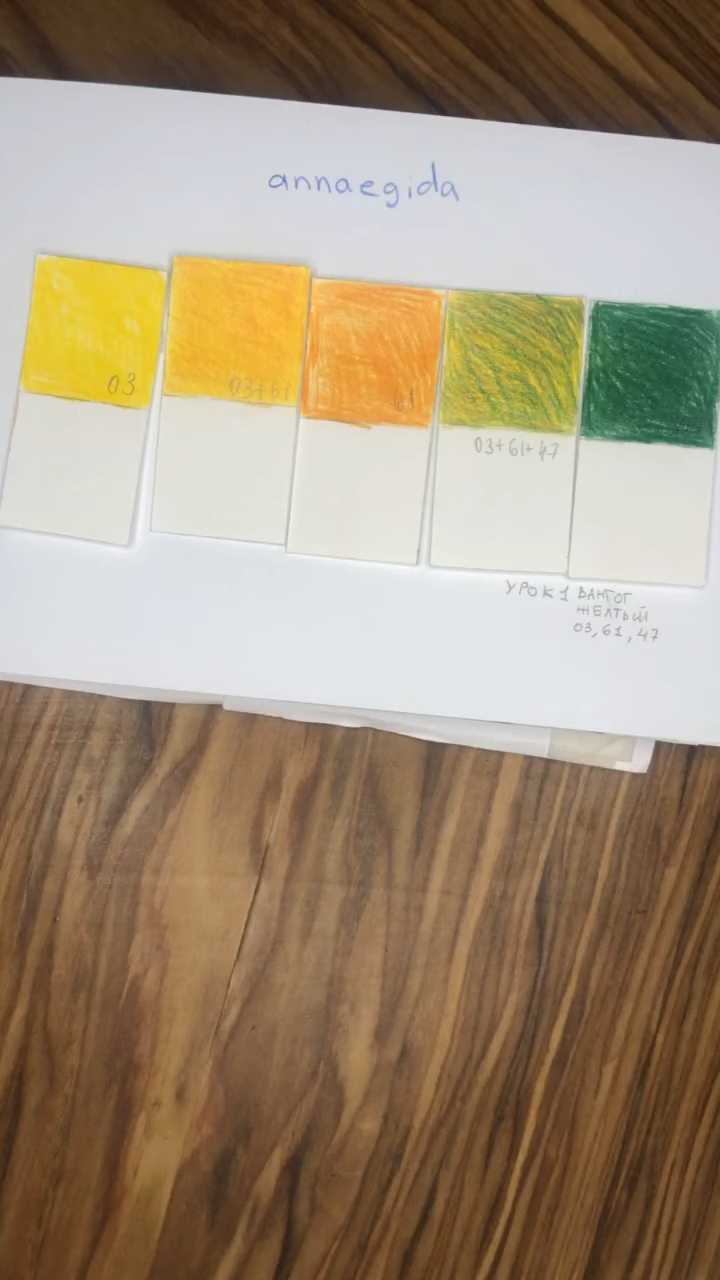 annaegida
03
03+61
61
03+61+47
УРОК 1 ВАНГОГ
ЖЕЛТЫЙ
03, 61, 47